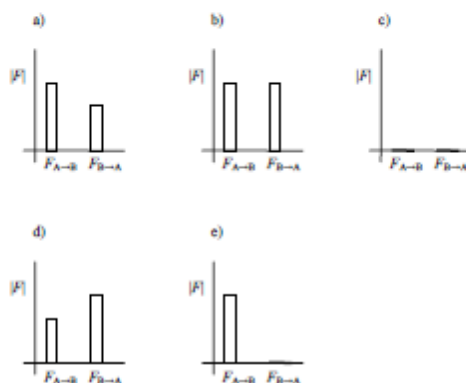 a) b) c)
|F| |F| |F|
F_A→B F_B→A F_A→B F_B→A F_A→B F_B→A
d) e)
|F| |F|
F_A→B F_B→A F_A→B F_B→A